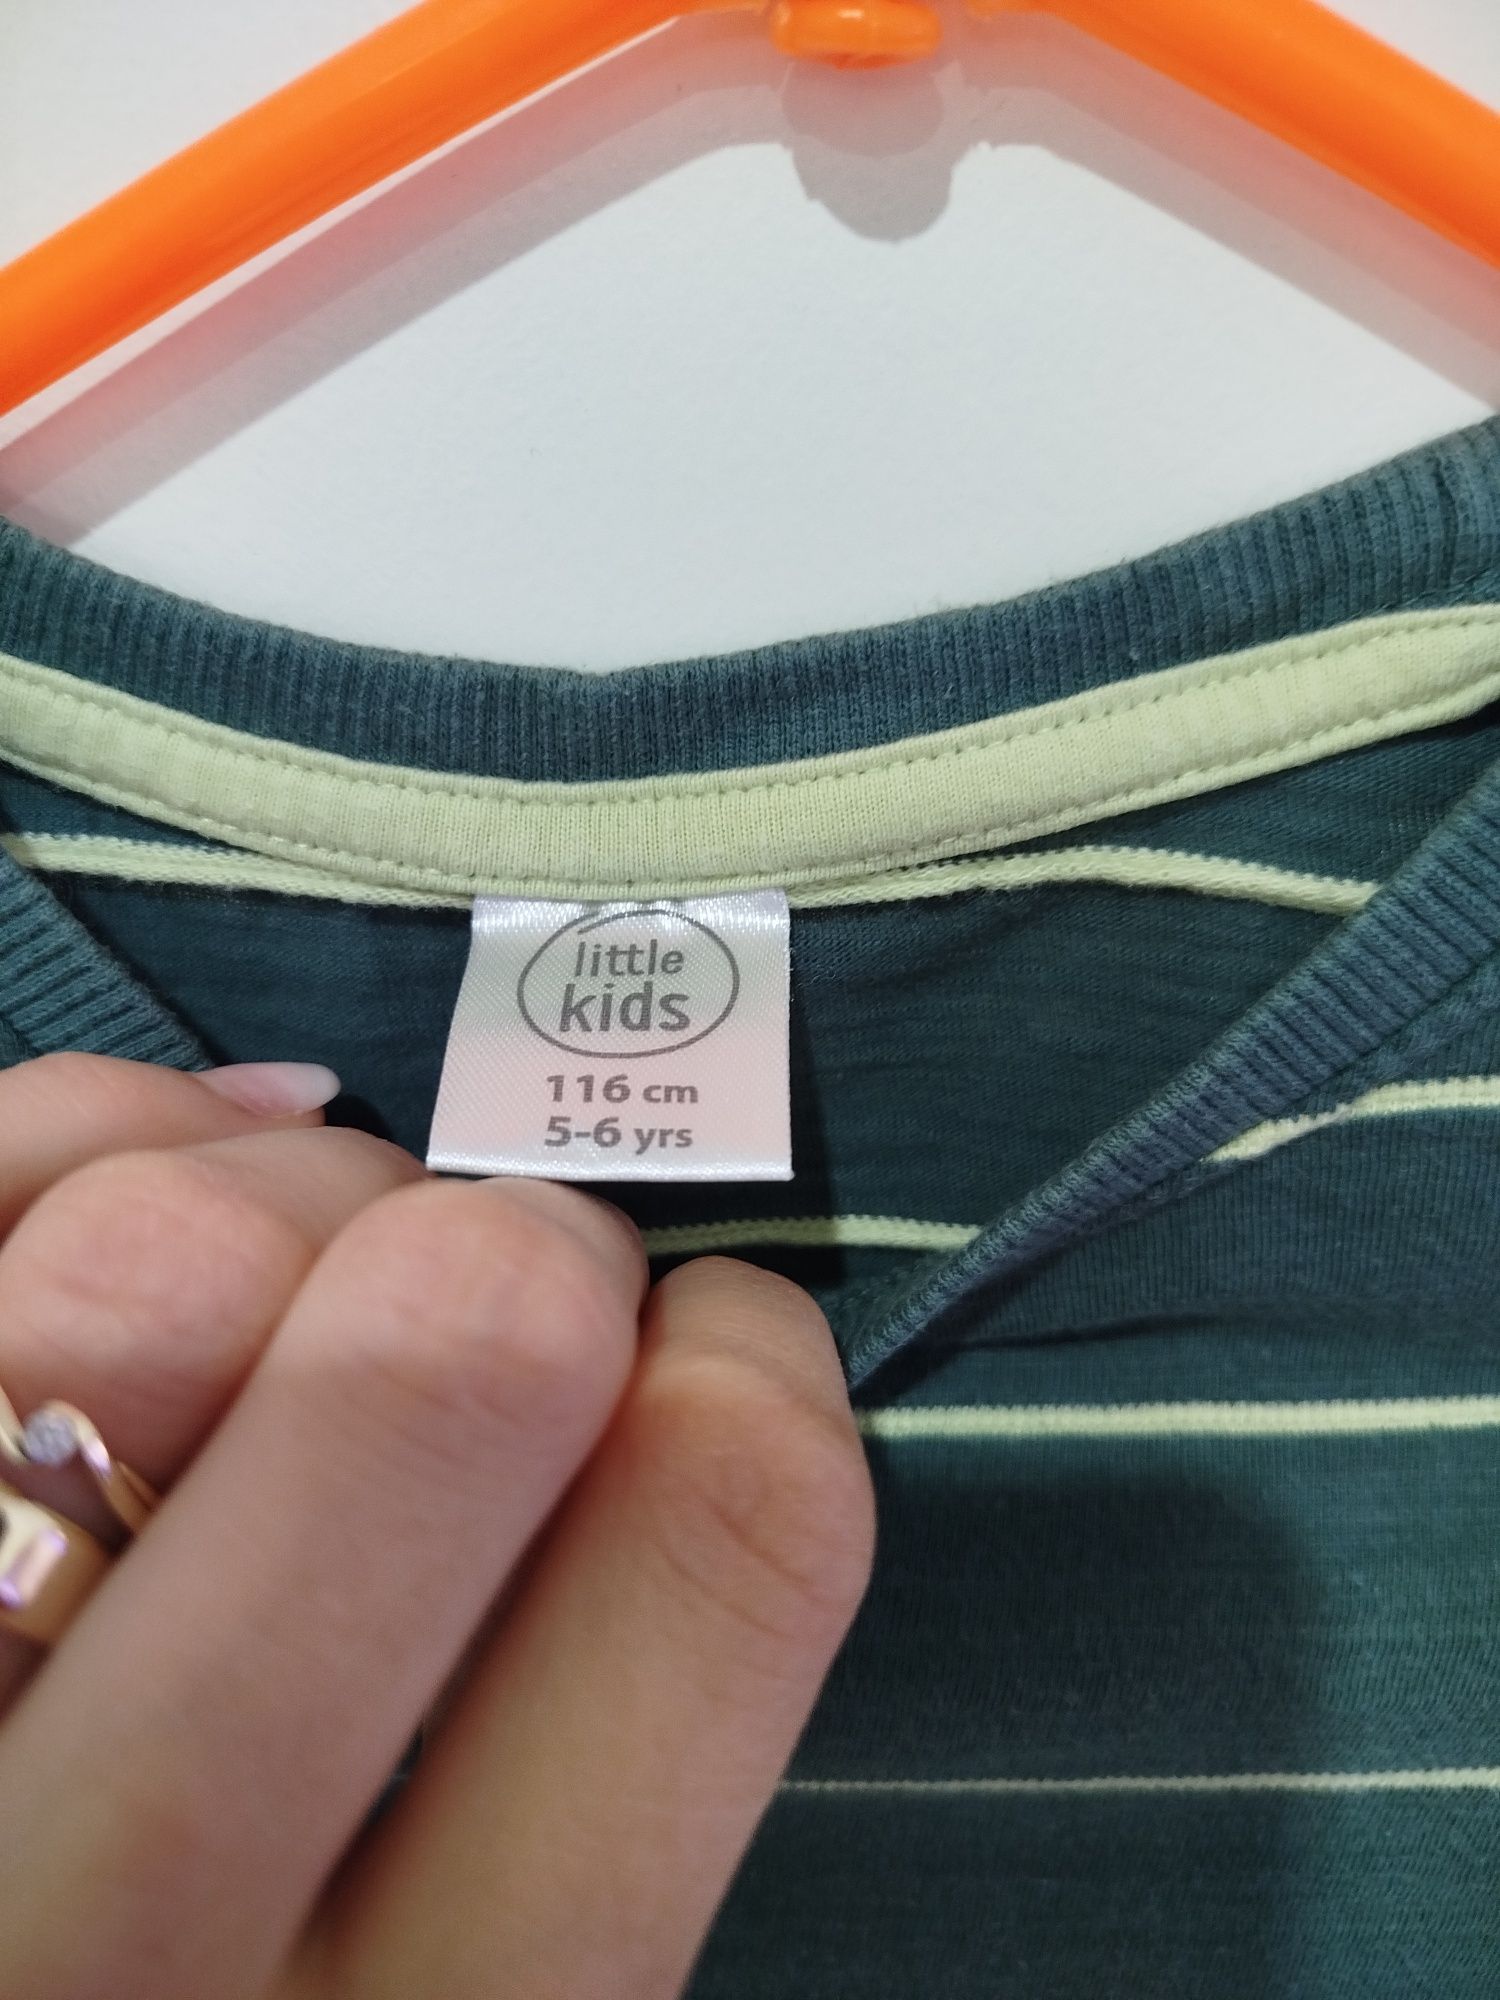 little
kids
116 cm
5-6 yrs